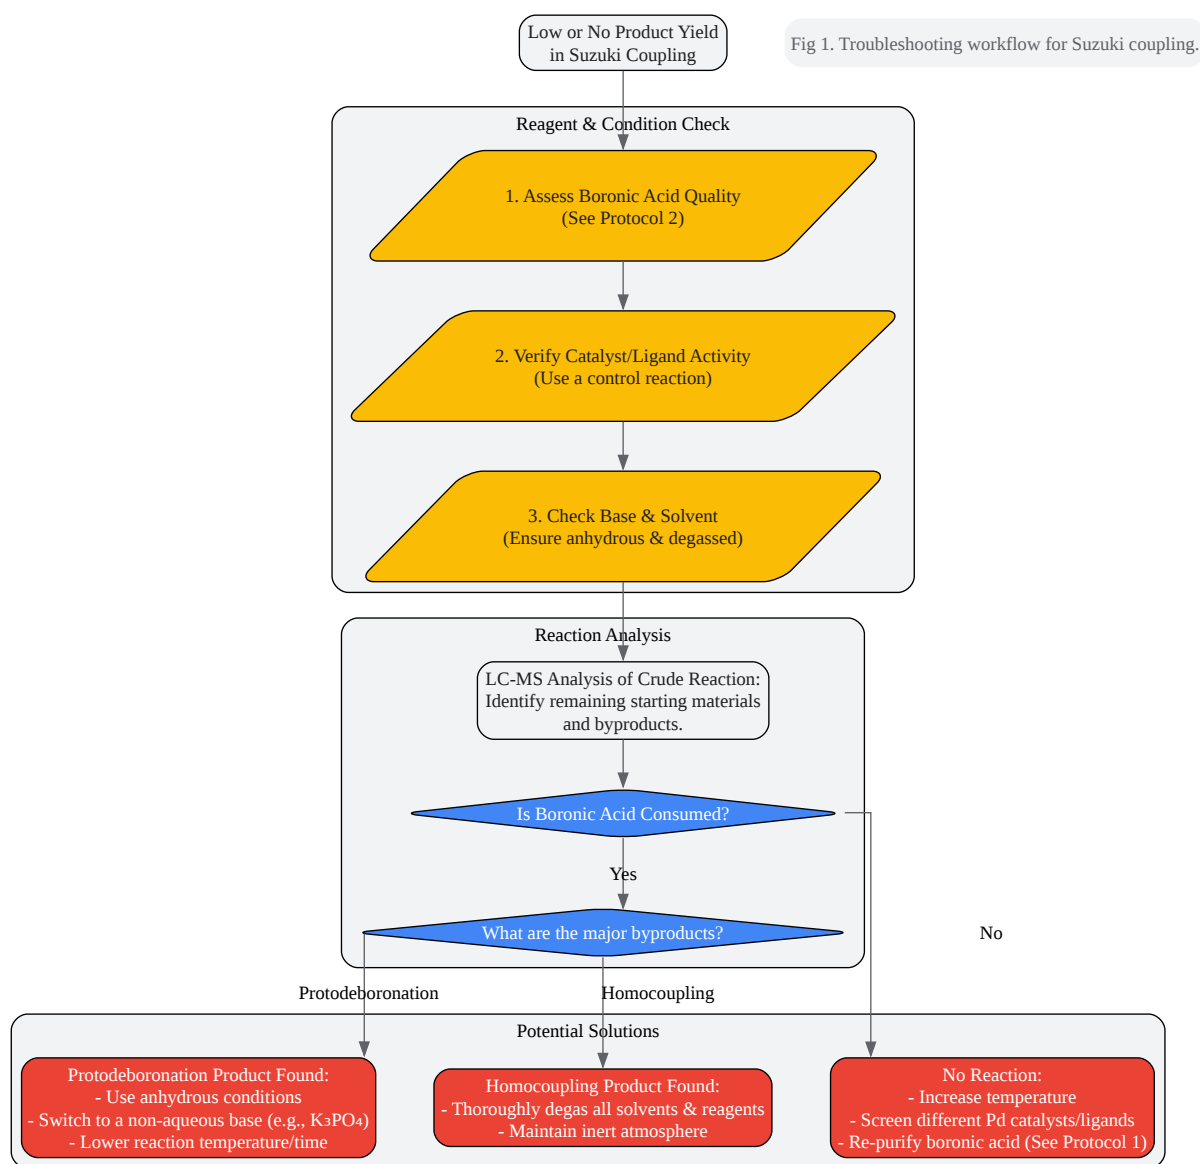 Low or No Product Yield
in Suzuki Coupling
Fig 1. Troubleshooting workflow for Suzuki coupling.
Reagent & Condition Check
1. Assess Boronic Acid Quality
(See Protocol 2)
2. Verify Catalyst/Ligand Activity
(Use a control reaction)
3. Check Base & Solvent
(Ensure anhydrous & degassed)
Reaction Analysis
LC-MS Analysis of Crude Reaction:
Identify remaining starting materials
and byproducts.
Is Boronic Acid Consumed?
Yes
What are the major byproducts?
No
Protodeboronation
Homocoupling
Potential Solutions
Protodeboronation Product Found:
- Use anhydrous conditions
- Switch to a non-aqueous base (e.g., K₃PO₄)
- Lower reaction temperature/time
Homocoupling Product Found:
- Thoroughly degas all solvents & reagents
- Maintain inert atmosphere
No Reaction:
- Increase temperature
- Screen different Pd catalysts/ligands
- Re-purify boronic acid (See Protocol 1)